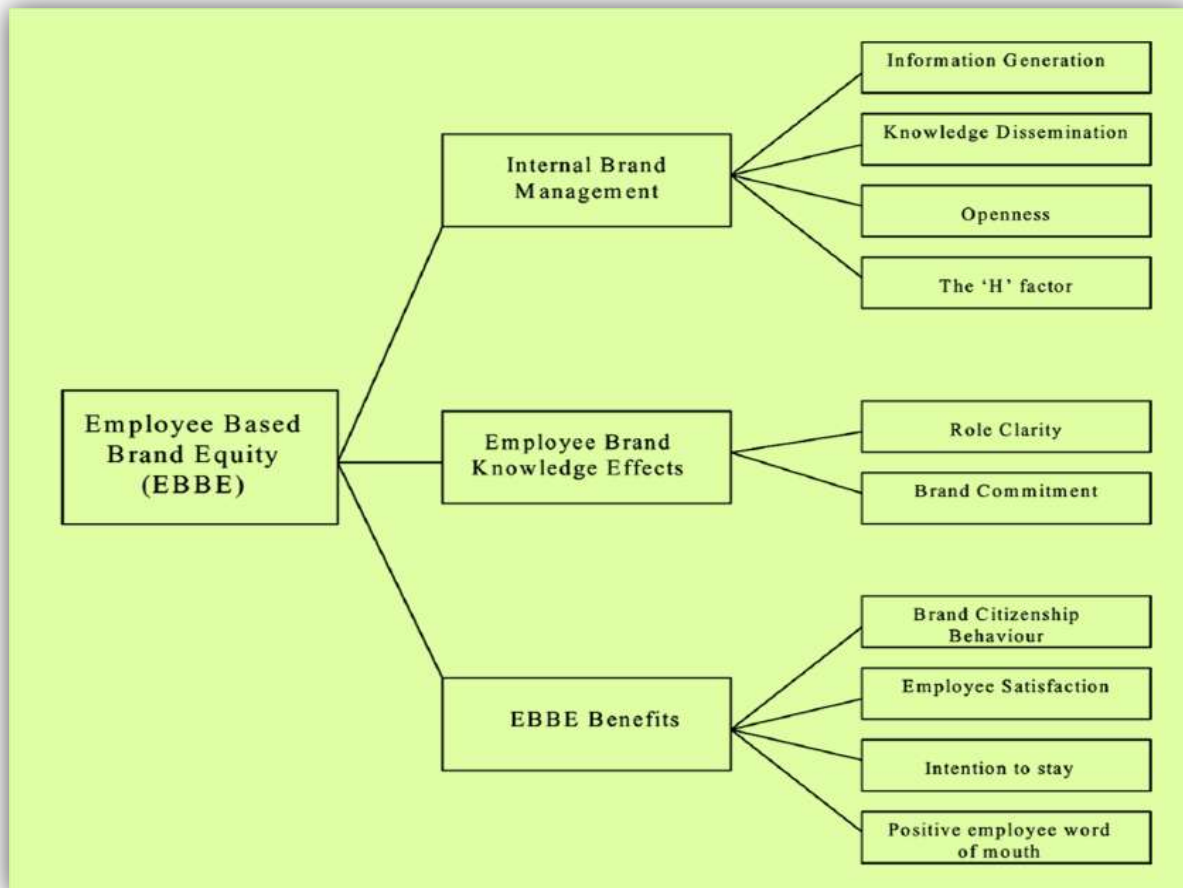 Information Generation
Knowledge Dissemination
Openness
The ‘H’ factor
Internal Brand
Management
Employee Based
Brand Equity
(EBBE)
Employee Brand
Knowledge Effects
Role Clarity
Brand Commitment
EBBE Benefits
Brand Citizenship
Behaviour
Employee Satisfaction
Intention to stay
Positive employee word
of mouth